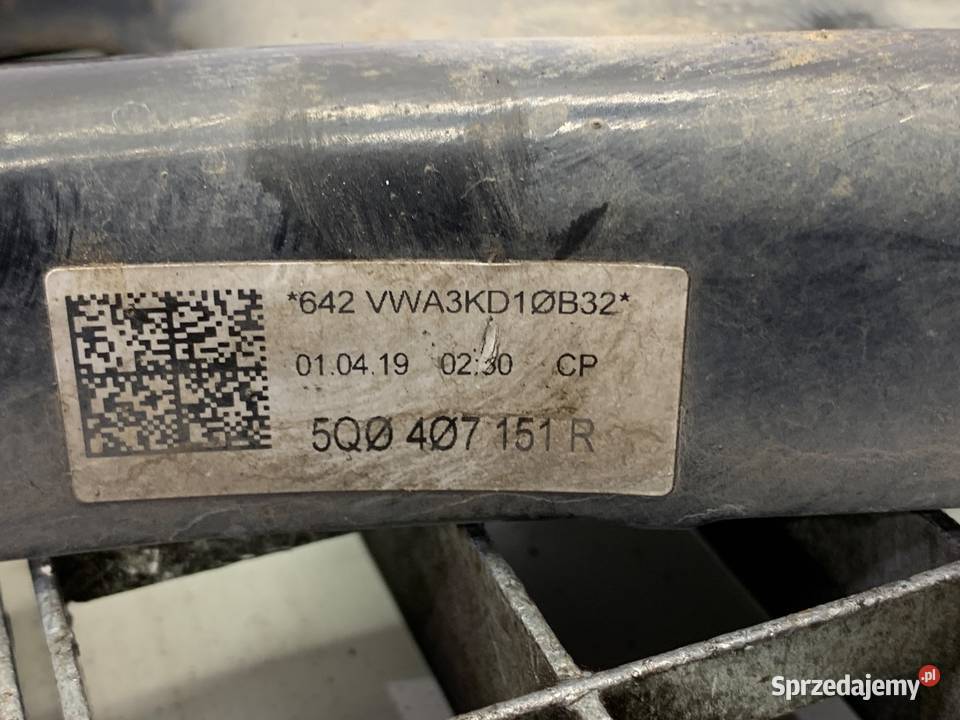 *642 VWA3KD1ØB32*
01.04.19 02:30 CP
5QØ 4Ø7 151 R
Sprzedajemy.pl